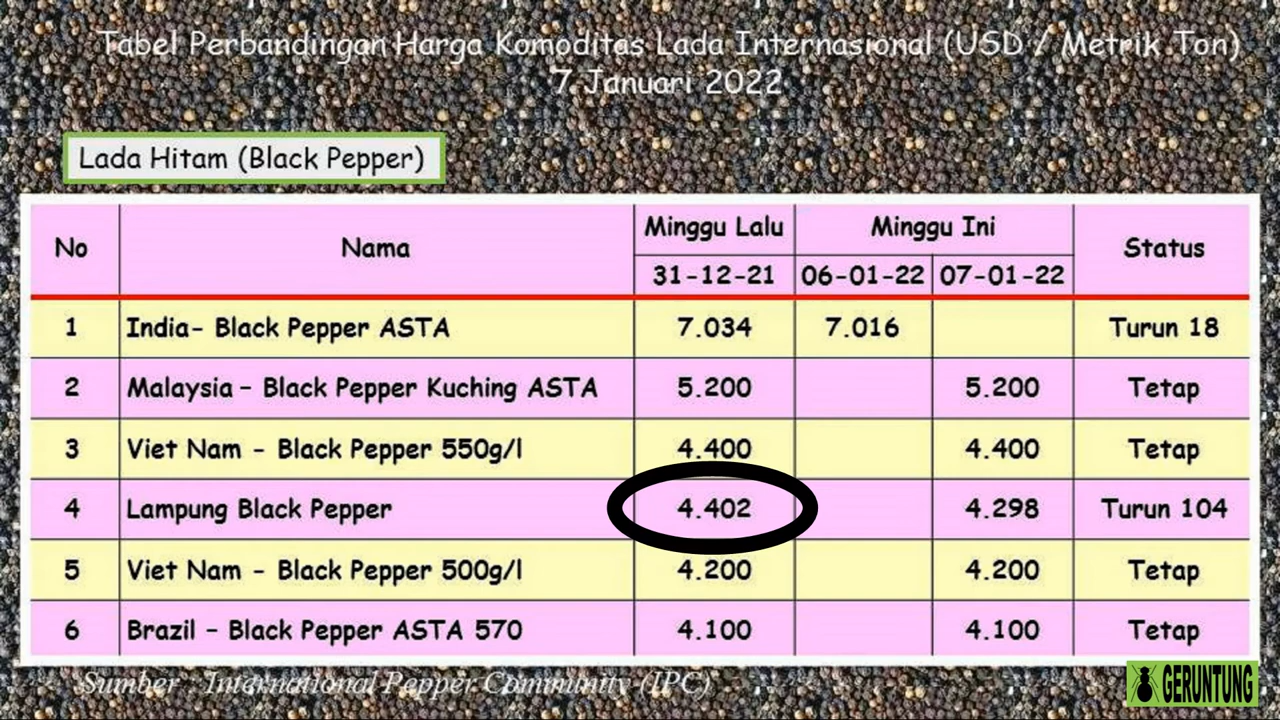 Tabel Perbandingan Harga Komoditas Lada Internasional (USD / Metrik Ton)
7 Januari 2022
Lada Hitam (Black Pepper)
No Nama Minggu Lalu Minggu Ini Status
31-12-21 06-01-22 07-01-22
1 India- Black Pepper ASTA 7.034 7.016 Turun 18
2 Malaysia - Black Pepper Kuching ASTA 5.200 5.200 Tetap
3 Viet Nam - Black Pepper 550g/l 4.400 4.400 Tetap
4 Lampung Black Pepper 4.402 4.298 Turun 104
5 Viet Nam - Black Pepper 500g/l 4.200 4.200 Tetap
6 Brazil - Black Pepper ASTA 570 4.100 4.100 Tetap
Sumber : International Pepper Community (IPC)
GERUNTUNG